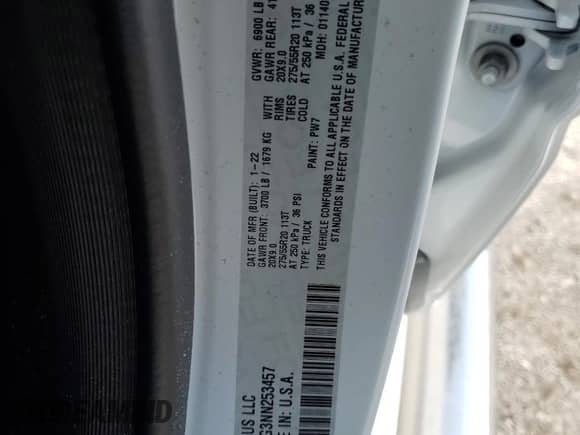 GVWR: 6900 LB
DATE OF MFR (BUILT): 1-22 GAWR REAR: 41
GAWR FRONT: 3700 LB / 1679 KG WITH 20X9.0
20X9.0 RIMS 275/55R20 113T
275/55R20 113T TIRES AT 250 kPa / 36
AT 250 kPa / 36 PSI COLD MDH: 01140
TYPE: TRUCK PAINT: PW7
THIS VEHICLE CONFORMS TO ALL APPLICABLE U.S.A. FEDERAL
STANDARDS IN EFFECT ON THE DATE OF MANUFACTUR
US LLC
G3NN253457
E IN: U.S.A.